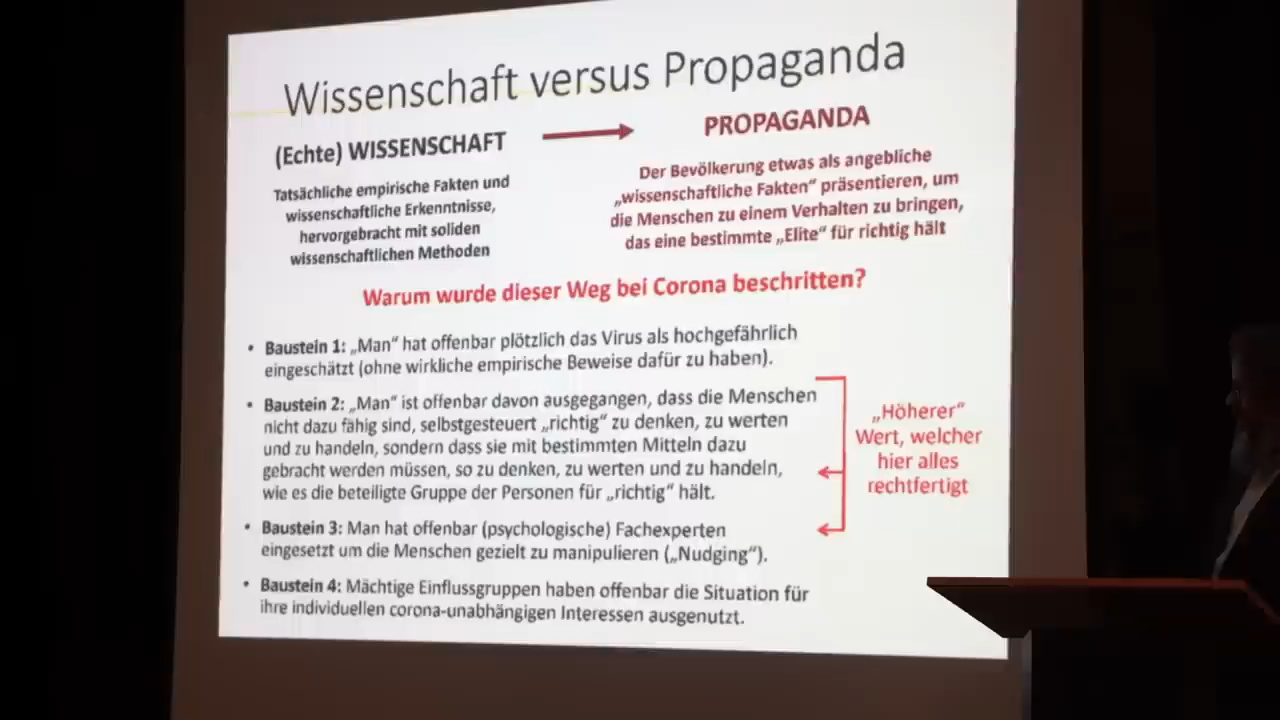 Wissenschaft versus Propaganda
(Echte) WISSENSCHAFT
Tatsächliche empirische Fakten und
wissenschaftliche Erkenntnisse,
hervorgebracht mit soliden
wissenschaftlichen Methoden
PROPAGANDA
Der Bevölkerung etwas als angebliche
„wissenschaftliche Fakten“ präsentieren, um
die Menschen zu einem Verhalten zu bringen,
das eine bestimmte „Elite“ für richtig hält
Warum wurde dieser Weg bei Corona beschritten?
• Baustein 1: „Man“ hat offenbar plötzlich das Virus als hochgefährlich
eingeschätzt (ohne wirkliche empirische Beweise dafür zu haben).
• Baustein 2: „Man“ ist offenbar davon ausgegangen, dass die Menschen
nicht dazu fähig sind, selbstgesteuert „richtig“ zu denken, zu werten
und zu handeln, sondern dass sie mit bestimmten Mitteln dazu
gebracht werden müssen, so zu denken, zu werten und zu handeln,
wie es die beteiligte Gruppe der Personen für „richtig“ hält.
• Baustein 3: Man hat offenbar (psychologische) Fachexperten
eingesetzt um die Menschen gezielt zu manipulieren („Nudging“).
• Baustein 4: Mächtige Einflussgruppen haben offenbar die Situation für
ihre individuellen corona-unabhängigen Interessen ausgenutzt.
„Höherer“
Wert, welcher
hier alles
rechtfertigt